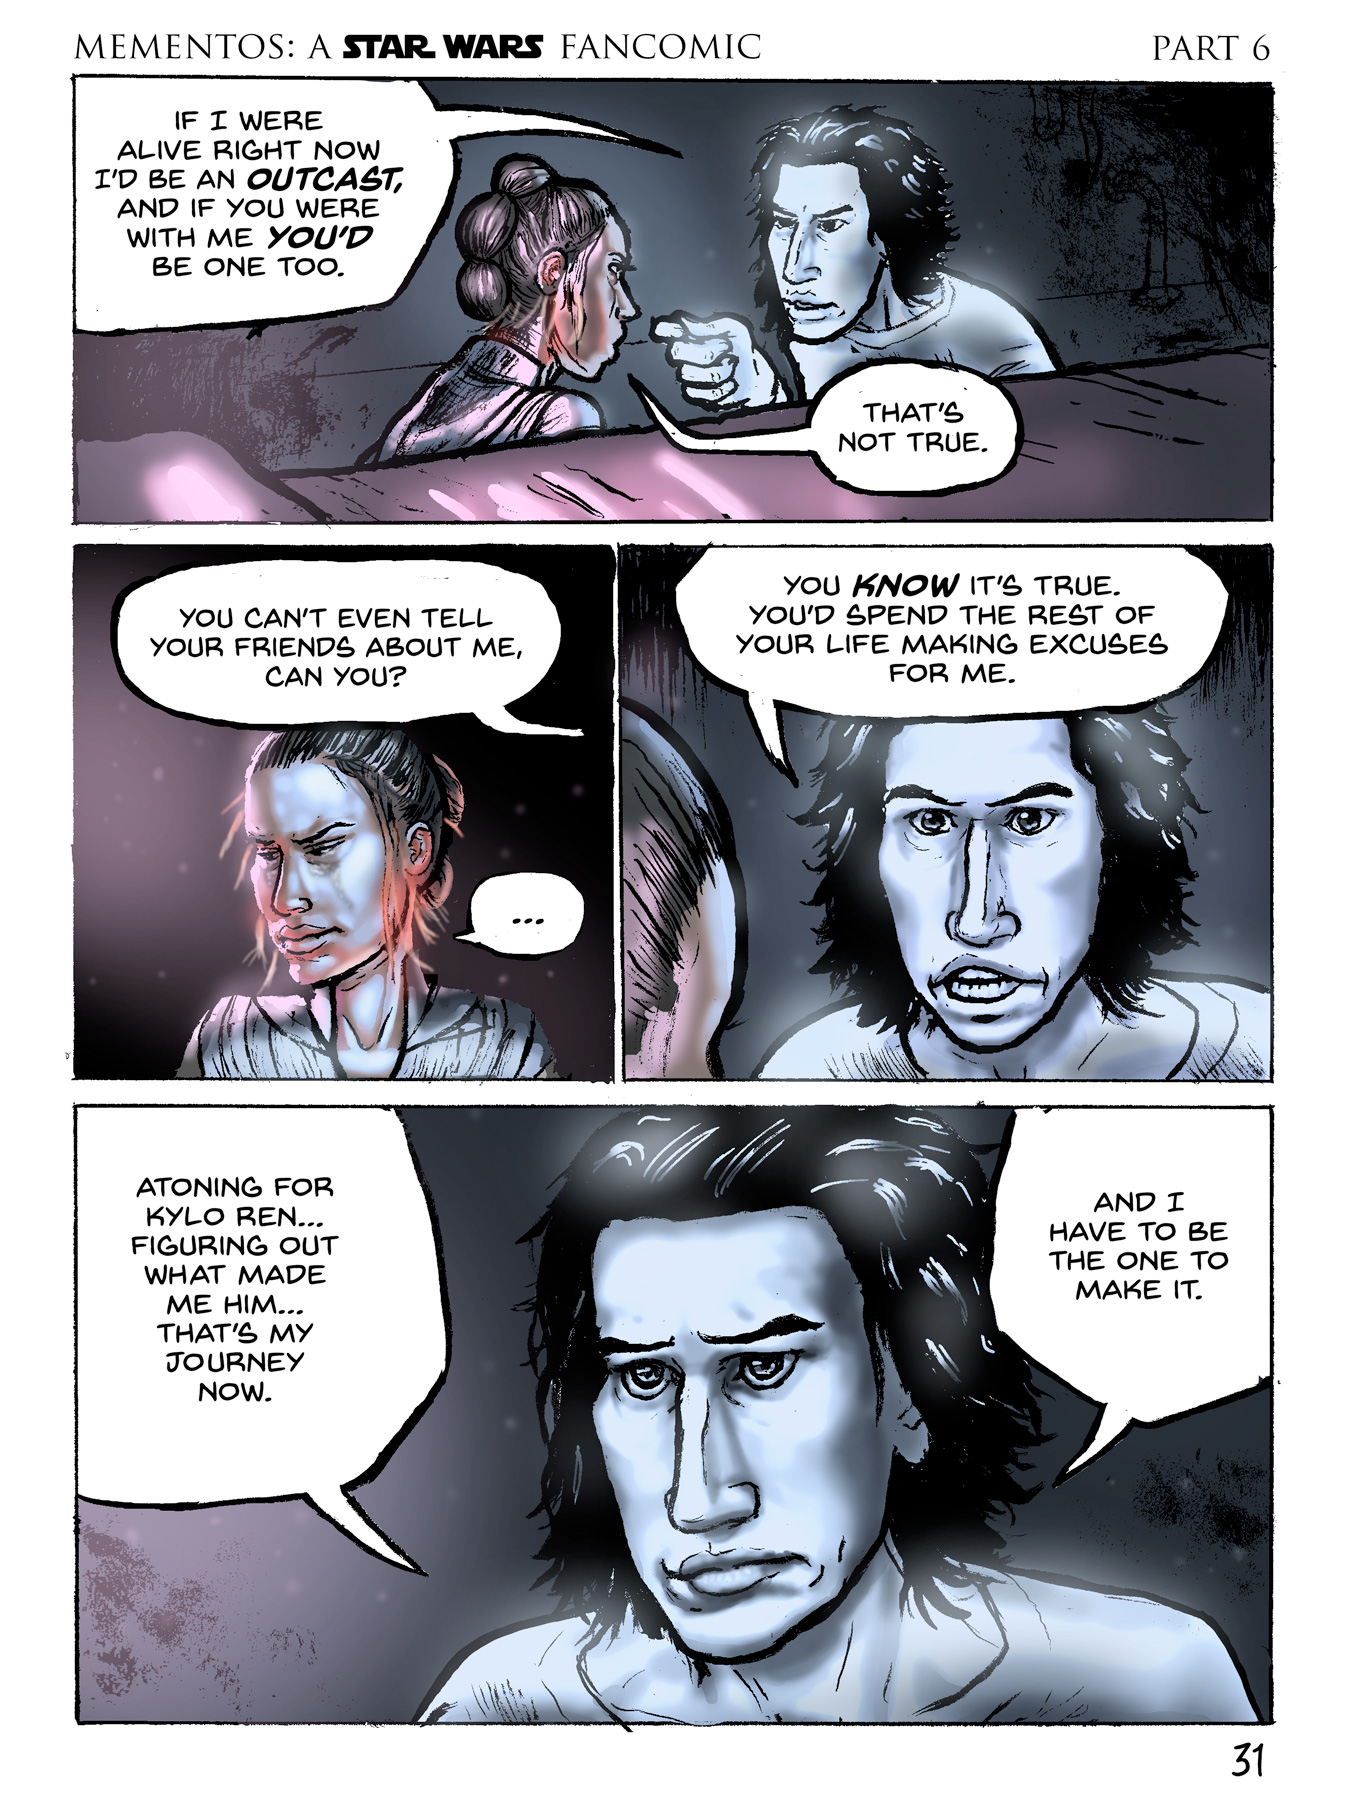 MEMENTOS: A STAR WARS FANCOMIC
PART 6
IF I WERE
ALIVE RIGHT NOW
I'D BE AN OUTCAST,
AND IF YOU WERE
WITH ME YOU'D
BE ONE TOO.
THAT'S
NOT TRUE.
YOU CAN'T EVEN TELL
YOUR FRIENDS ABOUT ME,
CAN YOU?
...
YOU KNOW IT'S TRUE.
YOU'D SPEND THE REST OF
YOUR LIFE MAKING EXCUSES
FOR ME.
ATONING FOR
KYLO REN...
FIGURING OUT
WHAT MADE
ME HIM...
THAT'S MY
JOURNEY
NOW.
AND I
HAVE TO BE
THE ONE TO
MAKE IT.
31